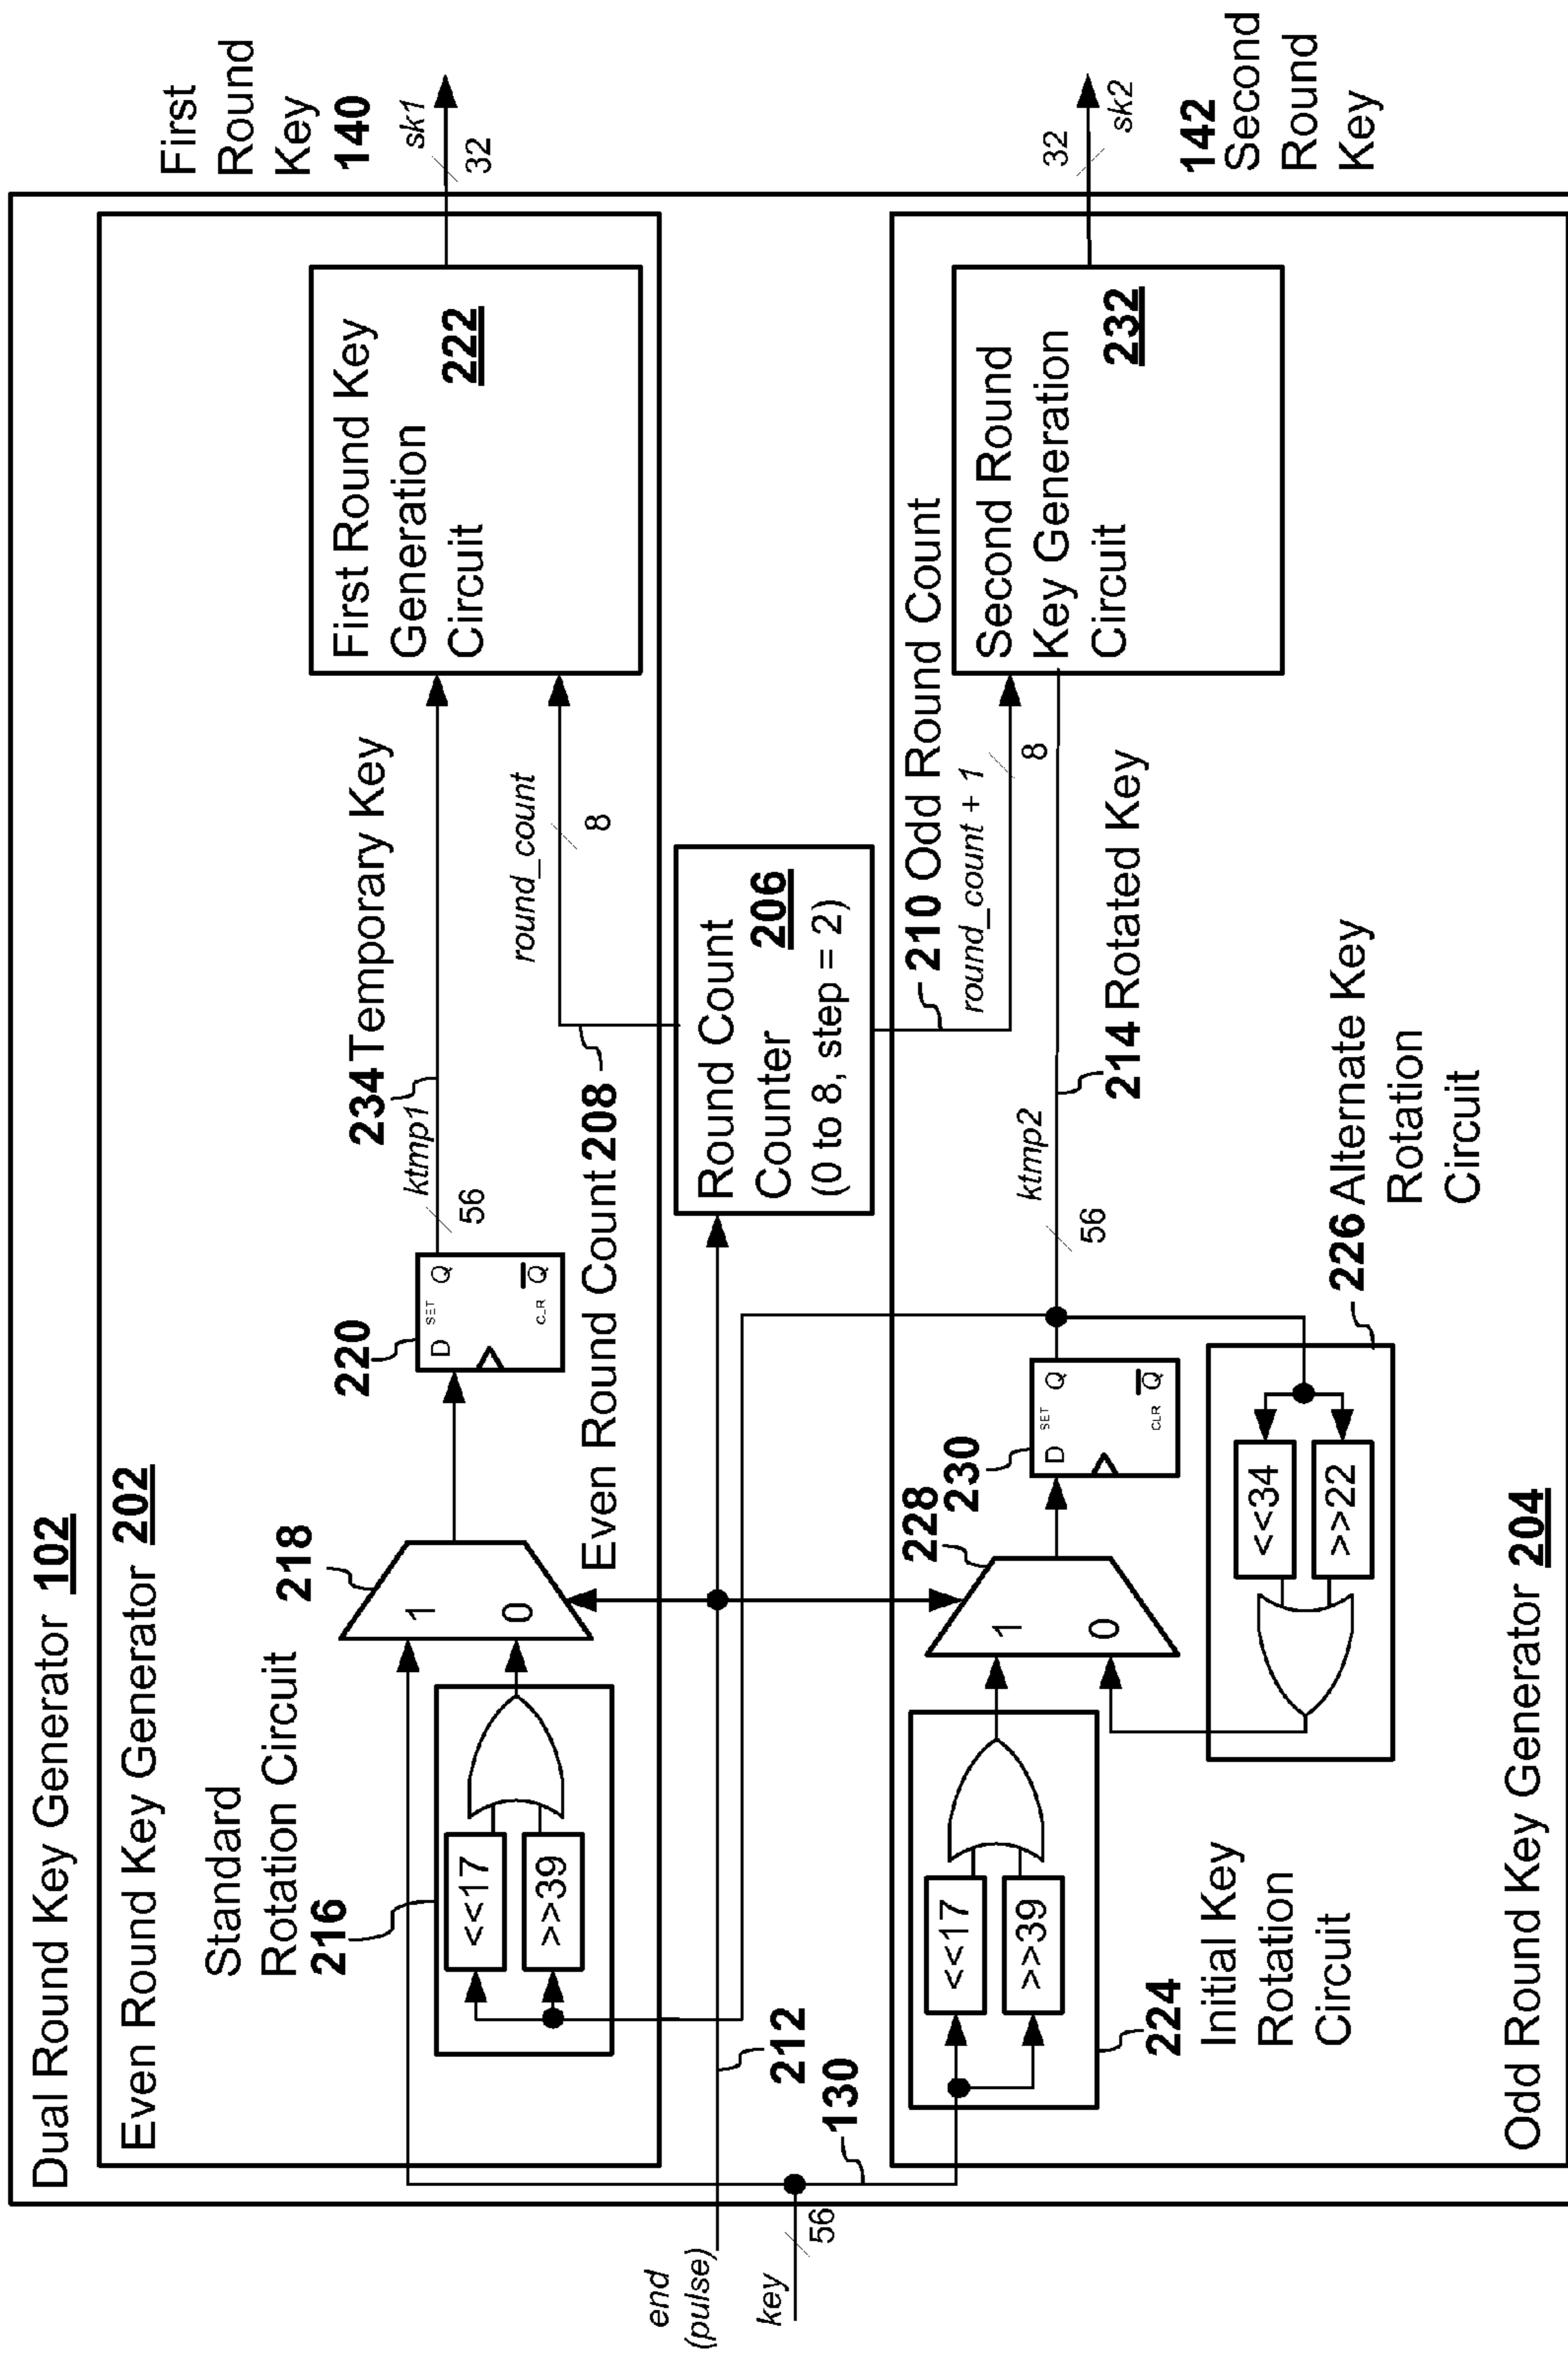 Dual Round Key Generator 102
Even Round Key Generator 202
Standard
Rotation Circuit
216
<<17
>>39
218
1
0
220
D
SET
Q
CLR
Q
234 Temporary Key
ktmp1
56
First Round Key
Generation
Circuit
222
First
Round
Key
140
sk1
32
Even Round Count 208
round_count
8
end
(pulse)
212
key
56
130
Round Count
Counter
206
(0 to 8, step = 2)
210 Odd Round Count
round_count + 1
8
224
Initial Key
Rotation
Circuit
<<17
>>39
228
1
0
230
D
SET
Q
CLR
Q
ktmp2
56
214 Rotated Key
Second Round
Key Generation
Circuit
232
32
sk2
142
Second
Round
Key
<<34
>>22
226 Alternate Key
Rotation
Circuit
Odd Round Key Generator 204